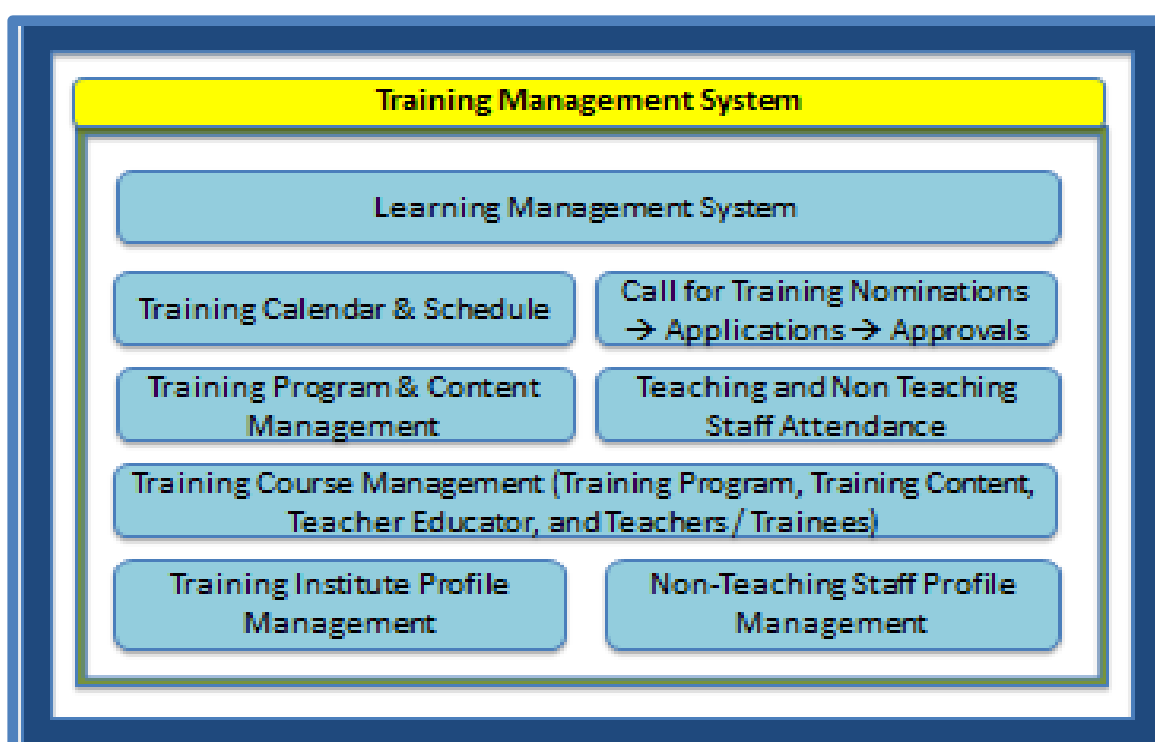 Training Management System
Learning Management System
Training Calendar & Schedule
Call for Training Nominations
→ Applications → Approvals
Training Program & Content
Management
Teaching and Non Teaching
Staff Attendance
Training Course Management (Training Program, Training Content,
Teacher Educator, and Teachers / Trainees)
Training Institute Profile
Management
Non-Teaching Staff Profile
Management